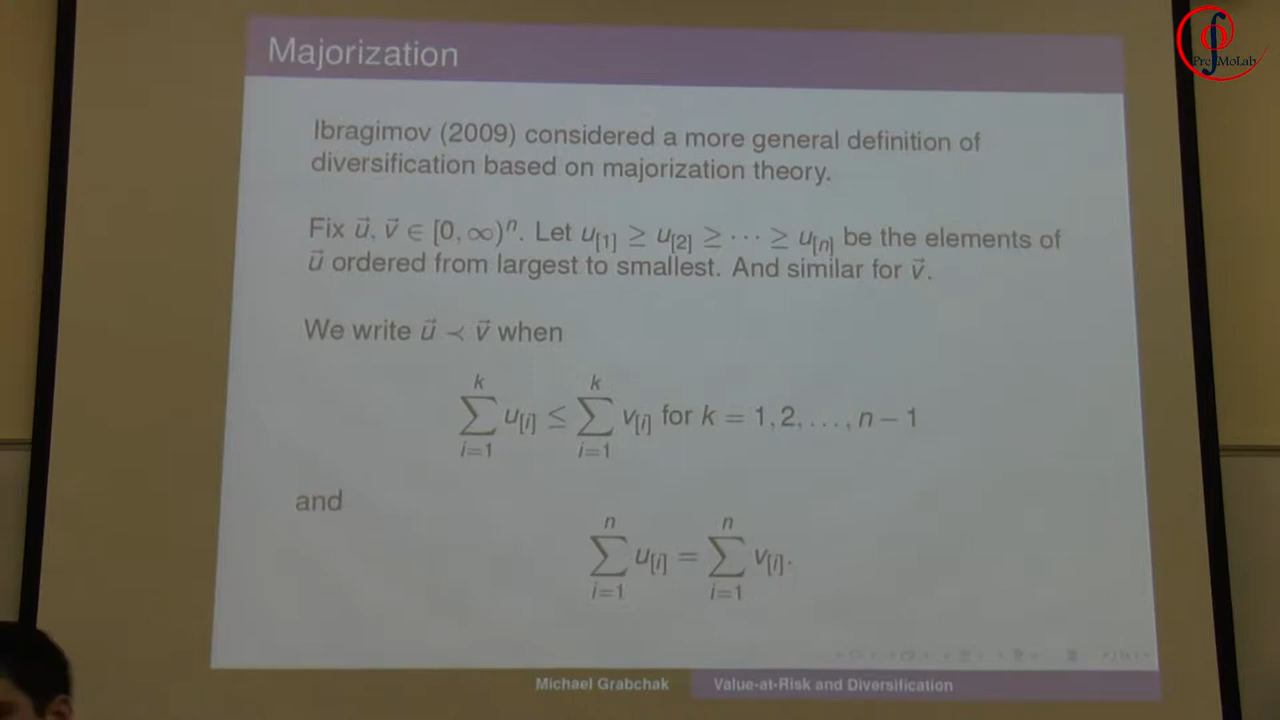 PreMoLab
Majorization
Ibragimov (2009) considered a more general definition of
diversification based on majorization theory.
Fix u⃗, v⃗ ∈ [0, ∞)ⁿ. Let u[1] ≥ u[2] ≥ ··· ≥ u[n] be the elements of
u⃗ ordered from largest to smallest. And similar for v⃗.
We write u⃗ ≺ v⃗ when
∑_{i=1}^{k} u[i] ≤ ∑_{i=1}^{k} v[i] for k = 1, 2, . . . , n − 1
and
∑_{i=1}^{n} u[i] = ∑_{i=1}^{n} v[i].
Michael Grabchak Value-at-Risk and Diversification